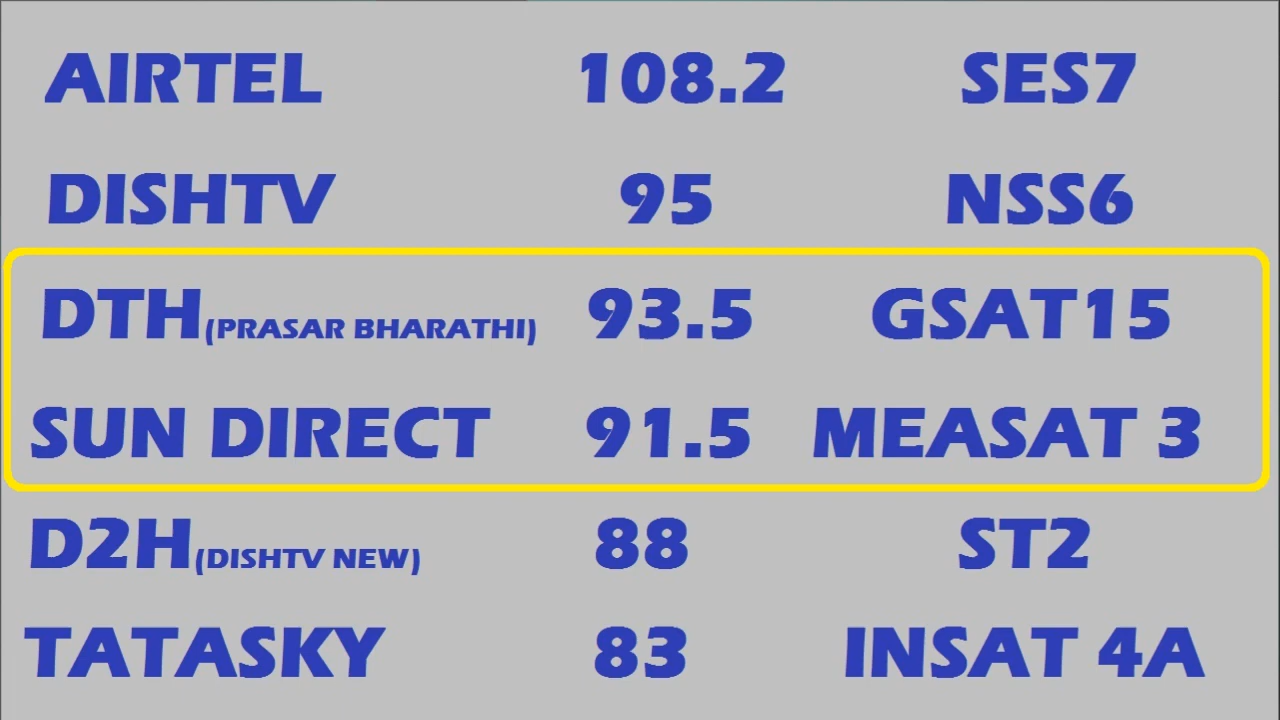 AIRTEL 108.2 SES7
DISHTV 95 NSS6
DTH(PRASAR BHARATHI) 93.5 GSAT15
SUN DIRECT 91.5 MEASAT 3
D2H(DISHTV NEW) 88 ST2
TATASKY 83 INSAT 4A